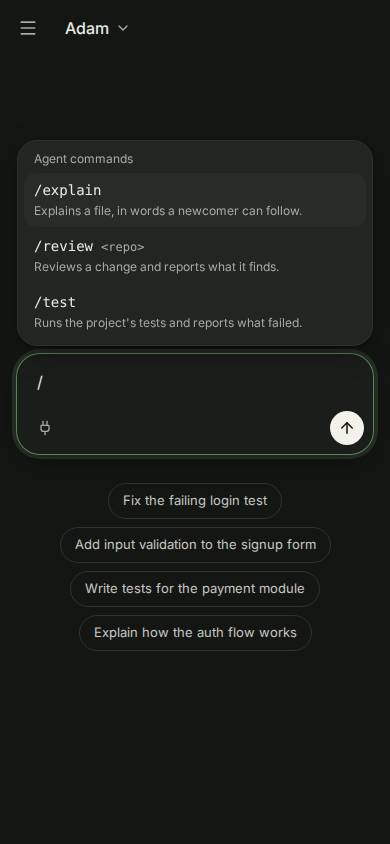 Adam
Agent commands
/explain
Explains a file, in words a newcomer can follow.
/review <repo>
Reviews a change and reports what it finds.
/test
Runs the project's tests and reports what failed.
/
Fix the failing login test
Add input validation to the signup form
Write tests for the payment module
Explain how the auth flow works